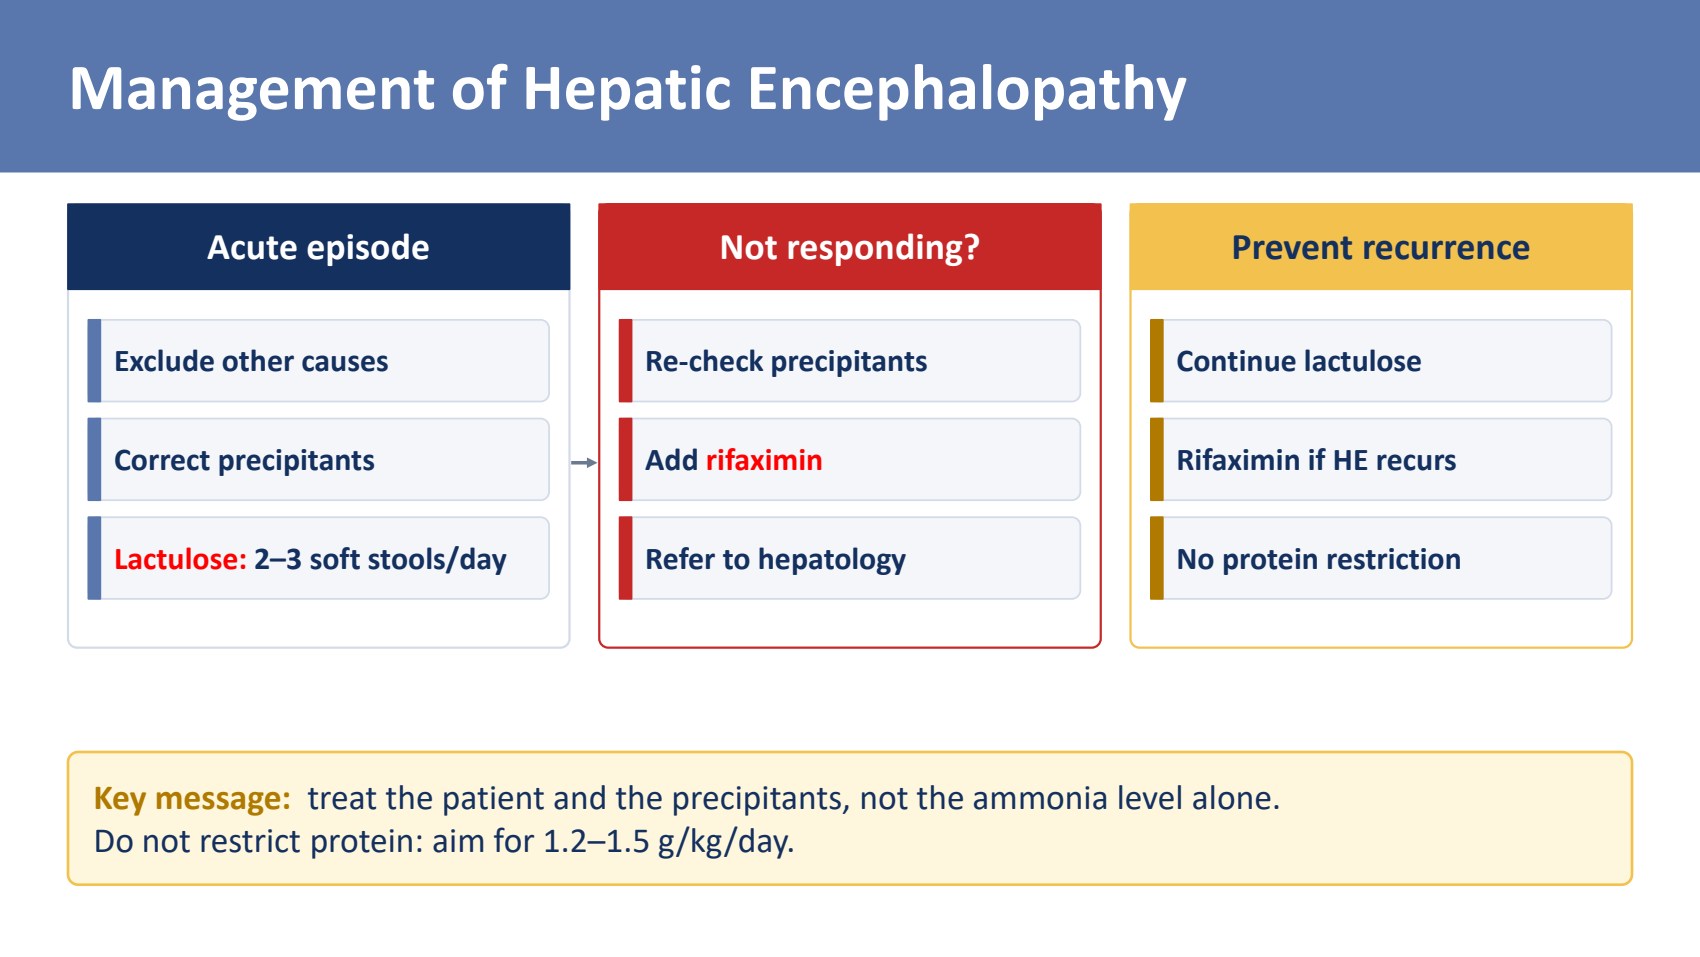 Management of Hepatic Encephalopathy
Acute episode
Exclude other causes
Correct precipitants
Lactulose: 2–3 soft stools/day
Not responding?
Re-check precipitants
Add rifaximin
Refer to hepatology
Prevent recurrence
Continue lactulose
Rifaximin if HE recurs
No protein restriction
Key message: treat the patient and the precipitants, not the ammonia level alone.
Do not restrict protein: aim for 1.2–1.5 g/kg/day.